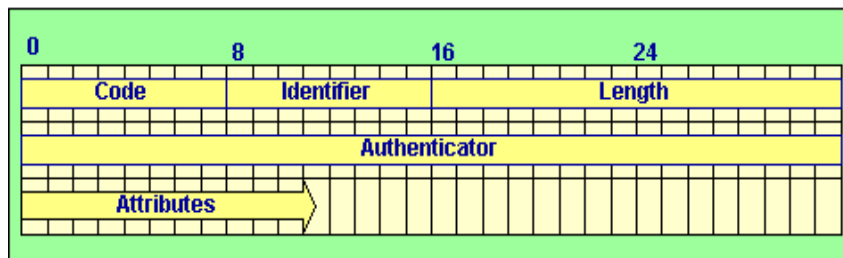 0 8 16 24
Code Identifier Length
Authenticator
Attributes